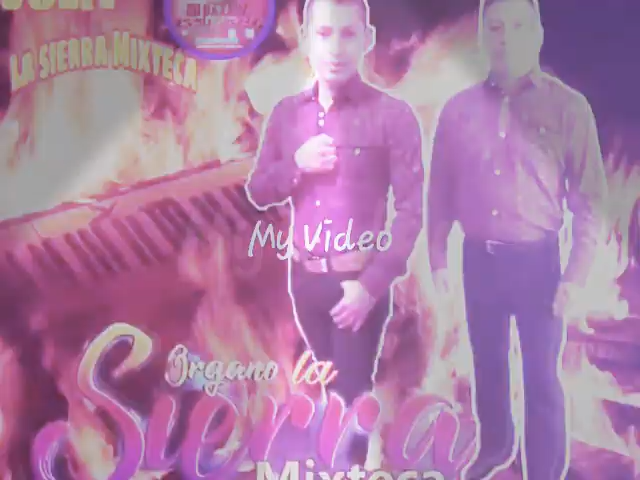 LA SIERRA MIXTECA
My Video
Organo la
Sierra
Mixteca